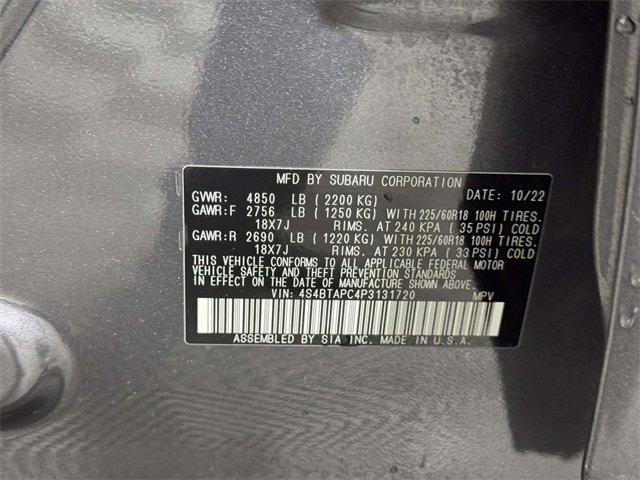 MFD BY SUBARU CORPORATION
GVWR: 4850 LB ( 2200 KG) DATE: 10/22
GAWR:F 2756 LB ( 1250 KG) WITH 225/60R18 100H TIRES.
18X7J RIMS. AT 240 KPA ( 35 PSI) COLD
GAWR:R 2690 LB ( 1220 KG) WITH 225/60R18 100H TIRES.
18X7J RIMS. AT 230 KPA ( 33 PSI) COLD
THIS VEHICLE CONFORMS TO ALL APPLICABLE FEDERAL MOTOR
VEHICLE SAFETY AND THEFT PREVENTION STANDARDS
IN EFFECT ON THE DATE OF MANUFACTURE SHOWN ABOVE.
VIN: 4S4BTAPC4P3131720 MPV
ASSEMBLED BY SIA INC. MADE IN U.S.A.